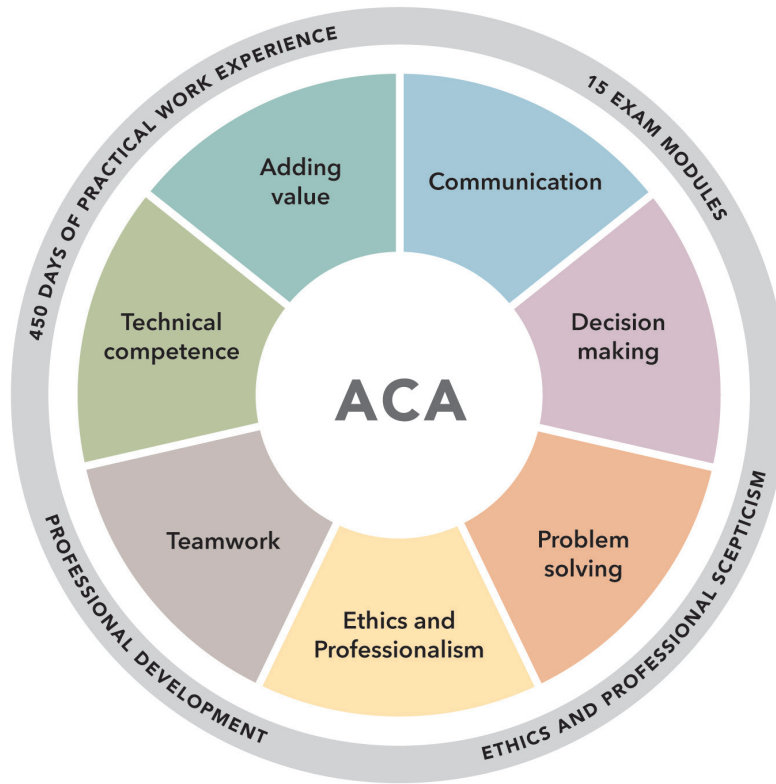 450 DAYS OF PRACTICAL WORK EXPERIENCE
15 EXAM MODULES
Adding
value
Communication
Technical
competence
Decision
making
ACA
Teamwork
Problem
solving
Ethics and
Professionalism
PROFESSIONAL DEVELOPMENT
ETHICS AND PROFESSIONAL SCEPTICISM